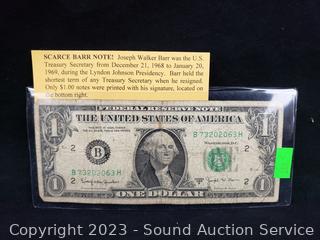 SCARCE BARR NOTE! Joseph Walker Barr was the U.S.
Treasury Secretary from December 21, 1968 to January 20,
1969, during the Lyndon Johnson Presidency. Barr held the
shortest term of any Treasury Secretary when he resigned.
Only $1.00 notes were printed with his signature, located on
the bottom right.
FEDERAL RESERVE NOTE
THE UNITED STATES OF AMERICA
1
1
B 73202063 H
WASHINGTON, D.C.
2
2
B
B 73202063 H
2
2
ONE DOLLAR
Copyright 2023 - Sound Auction Service